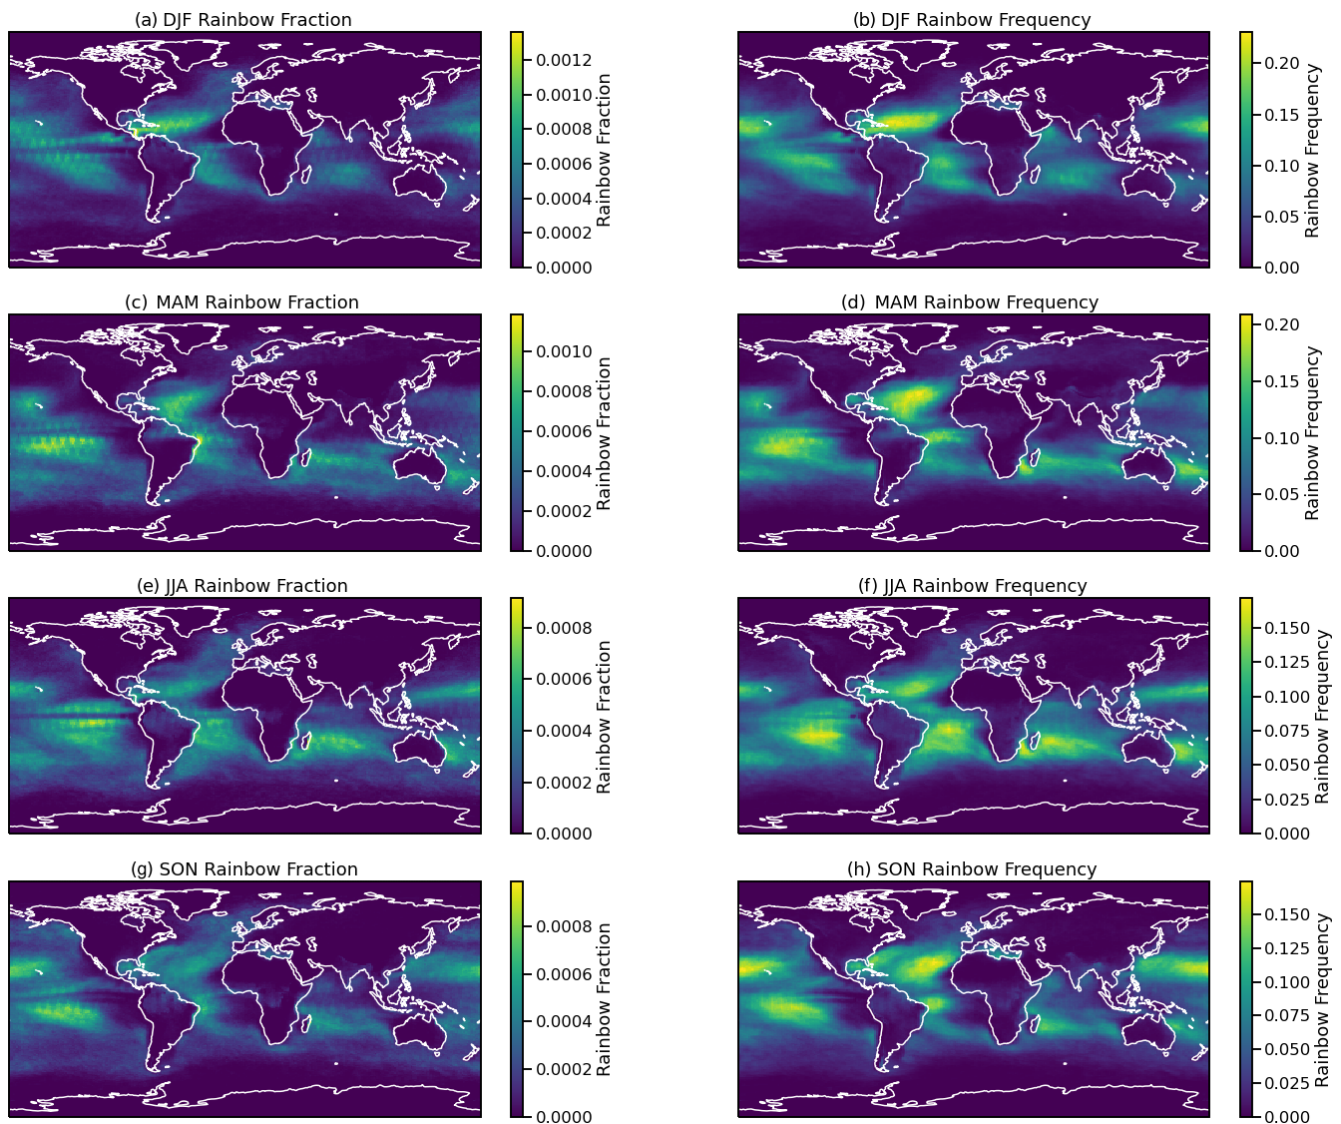 (a) DJF Rainbow Fraction
0.0012
0.0010
0.0008
0.0006
0.0004
0.0002
0.0000
Rainbow Fraction
(b) DJF Rainbow Frequency
0.20
0.15
0.10
0.05
0.00
Rainbow Frequency
(c) MAM Rainbow Fraction
0.0010
0.0008
0.0006
0.0004
0.0002
0.0000
Rainbow Fraction
(d) MAM Rainbow Frequency
0.20
0.15
0.10
0.05
0.00
Rainbow Frequency
(e) JJA Rainbow Fraction
0.0008
0.0006
0.0004
0.0002
0.0000
Rainbow Fraction
(f) JJA Rainbow Frequency
0.150
0.125
0.100
0.075
0.050
0.025
0.000
Rainbow Frequency
(g) SON Rainbow Fraction
0.0008
0.0006
0.0004
0.0002
0.0000
Rainbow Fraction
(h) SON Rainbow Frequency
0.150
0.125
0.100
0.075
0.050
0.025
0.000
Rainbow Frequency